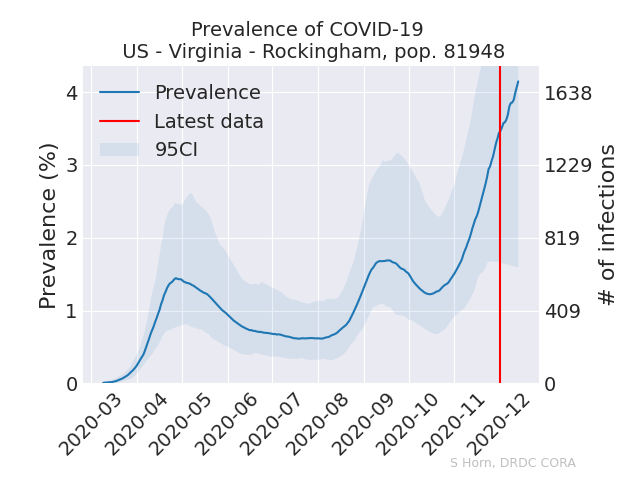 Prevalence of COVID-19
US - Virginia - Rockingham, pop. 81948
Prevalence
Latest data
95CI
Prevalence (%)
4
3
2
1
0
1638
1229
819
409
0
# of infections
2020-03
2020-04
2020-05
2020-06
2020-07
2020-08
2020-09
2020-10
2020-11
2020-12
S Horn, DRDC CORA